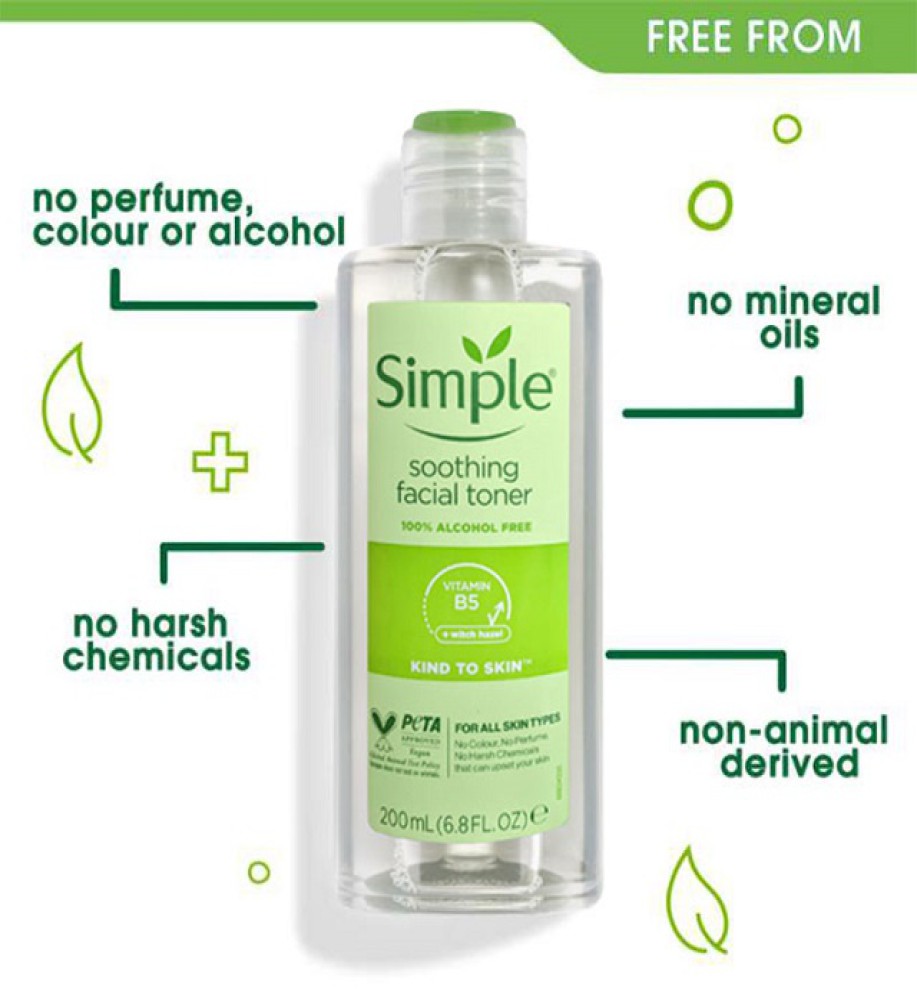 FREE FROM
no perfume,
colour or alcohol
no mineral
oils
Simple®
soothing
facial toner
100% ALCOHOL FREE
VITAMIN
B5
+ witch hazel
KIND TO SKIN™
no harsh
chemicals
non-animal
derived
PETA
APPROVED
Vegan
FOR ALL SKIN TYPES
No Colour, No Perfume,
No Harsh Chemicals
that can upset your skin
200mL (6.8FL.OZ) e